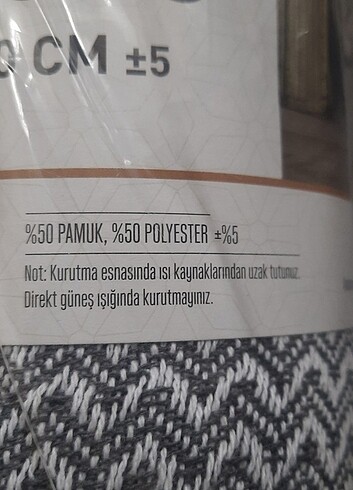 CM ±5
%50 PAMUK, %50 POLYESTER ±%5
Not: Kurutma esnasında ısı kaynaklarından uzak tutunuz.
Direkt güneş ışığında kurutmayınız.